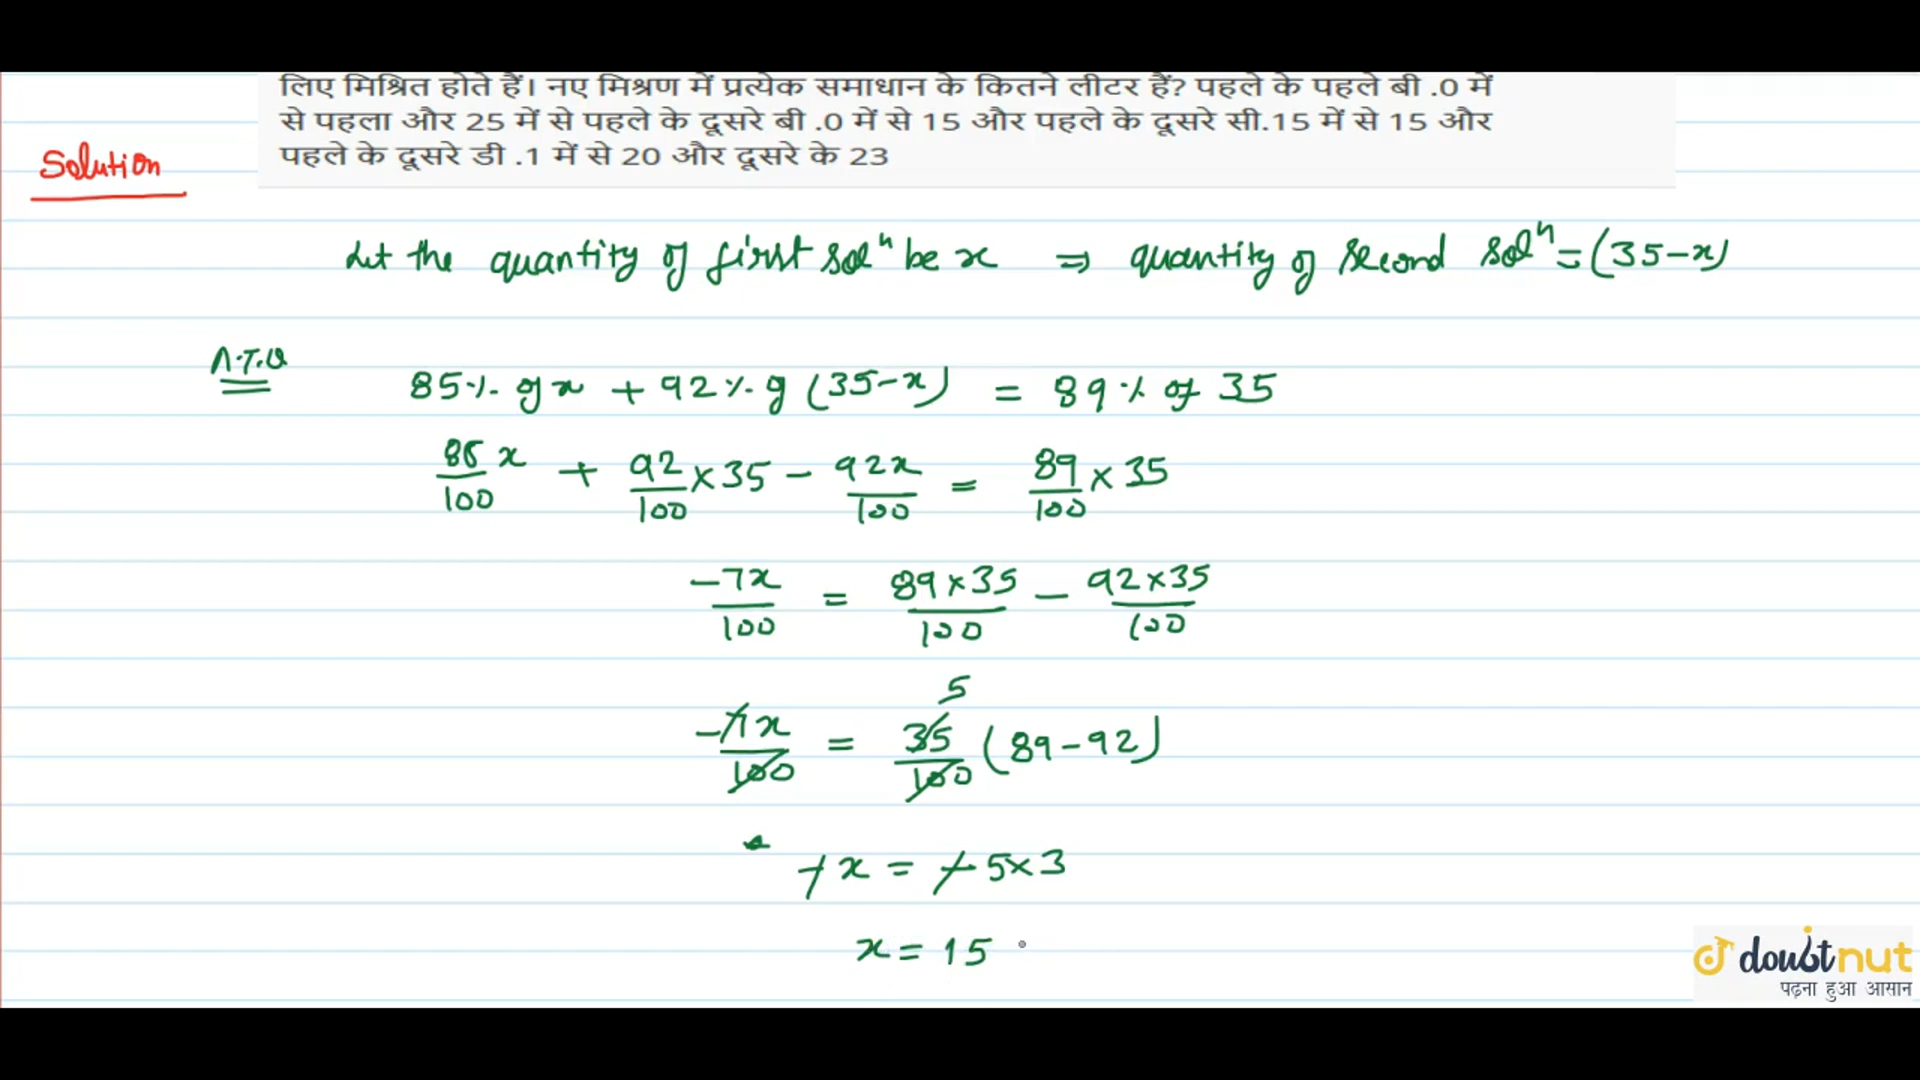 लिए मिश्रित होते हैं। नए मिश्रण में प्रत्येक समाधान के कितने लीटर हैं? पहले के पहले बी .0 में
से पहला और 25 में से पहले के दूसरे बी .0 में से 15 और पहले के दूसरे सी.15 में से 15 और
पहले के दूसरे डी .1 में से 20 और दूसरे के 23
Solution
Let the quantity of first solⁿ be x ⇒ quantity of second solⁿ = (35-x)
A.T.Q
85% of x + 92% of (35-x) = 89% of 35
85x/100 + 92/100 × 35 - 92x/100 = 89/100 × 35
-7x/100 = 89×35/100 - 92×35/100
5
-7x/100 = 35/100 (89-92)
-x = -5×3
x = 15
doubtnut
पढ़ना हुआ आसान